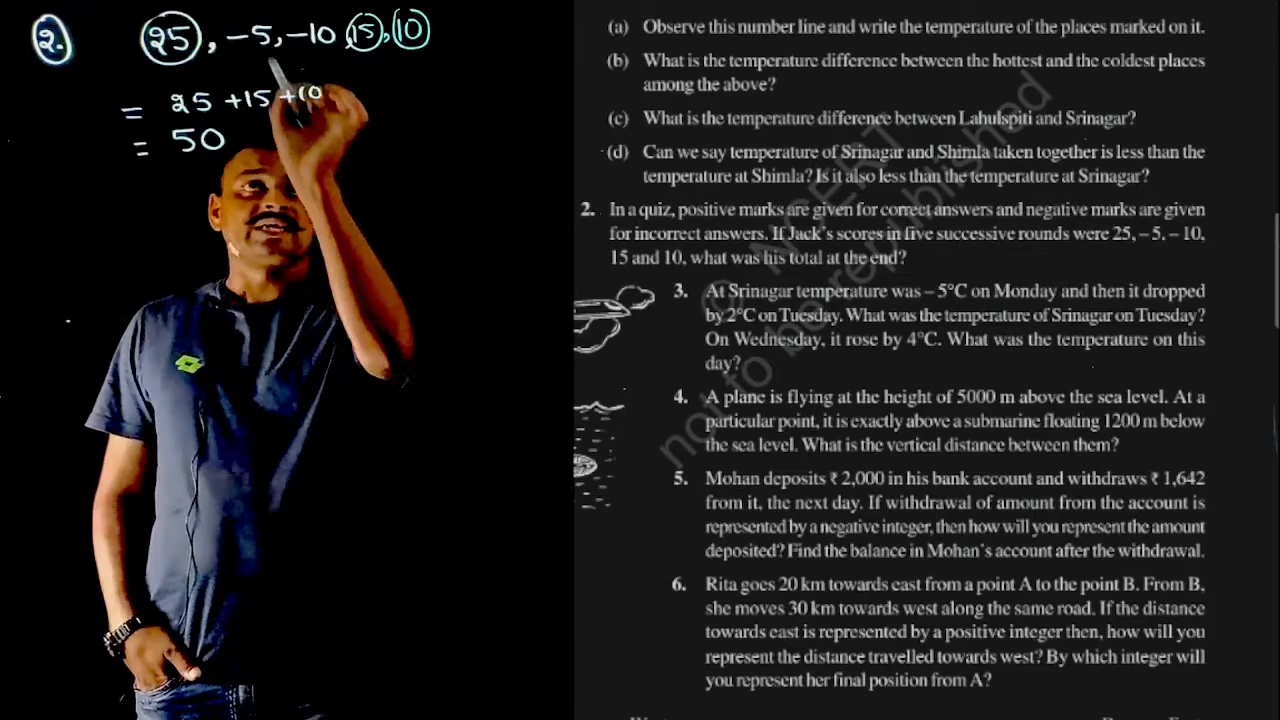 2. 25, -5, -10, 15, 10
= 25 +15 +10
= 50
(a) Observe this number line and write the temperature of the places marked on it.
(b) What is the temperature difference between the hottest and the coldest places
among the above?
(c) What is the temperature difference between Lahulspiti and Srinagar?
(d) Can we say temperature of Srinagar and Shimla taken together is less than the
temperature at Shimla? Is it also less than the temperature at Srinagar?
2. In a quiz, positive marks are given for correct answers and negative marks are given
for incorrect answers. If Jack's scores in five successive rounds were 25, – 5, – 10,
15 and 10, what was his total at the end?
3. At Srinagar temperature was – 5°C on Monday and then it dropped
by 2°C on Tuesday. What was the temperature of Srinagar on Tuesday?
On Wednesday, it rose by 4°C. What was the temperature on this
day?
4. A plane is flying at the height of 5000 m above the sea level. At a
particular point, it is exactly above a submarine floating 1200 m below
the sea level. What is the vertical distance between them?
5. Mohan deposits ₹ 2,000 in his bank account and withdraws ₹ 1,642
from it, the next day. If withdrawal of amount from the account is
represented by a negative integer, then how will you represent the amount
deposited? Find the balance in Mohan's account after the withdrawal.
6. Rita goes 20 km towards east from a point A to the point B. From B,
she moves 30 km towards west along the same road. If the distance
towards east is represented by a positive integer then, how will you
represent the distance travelled towards west? By which integer will
you represent her final position from A?
© NCERT
not to be republished